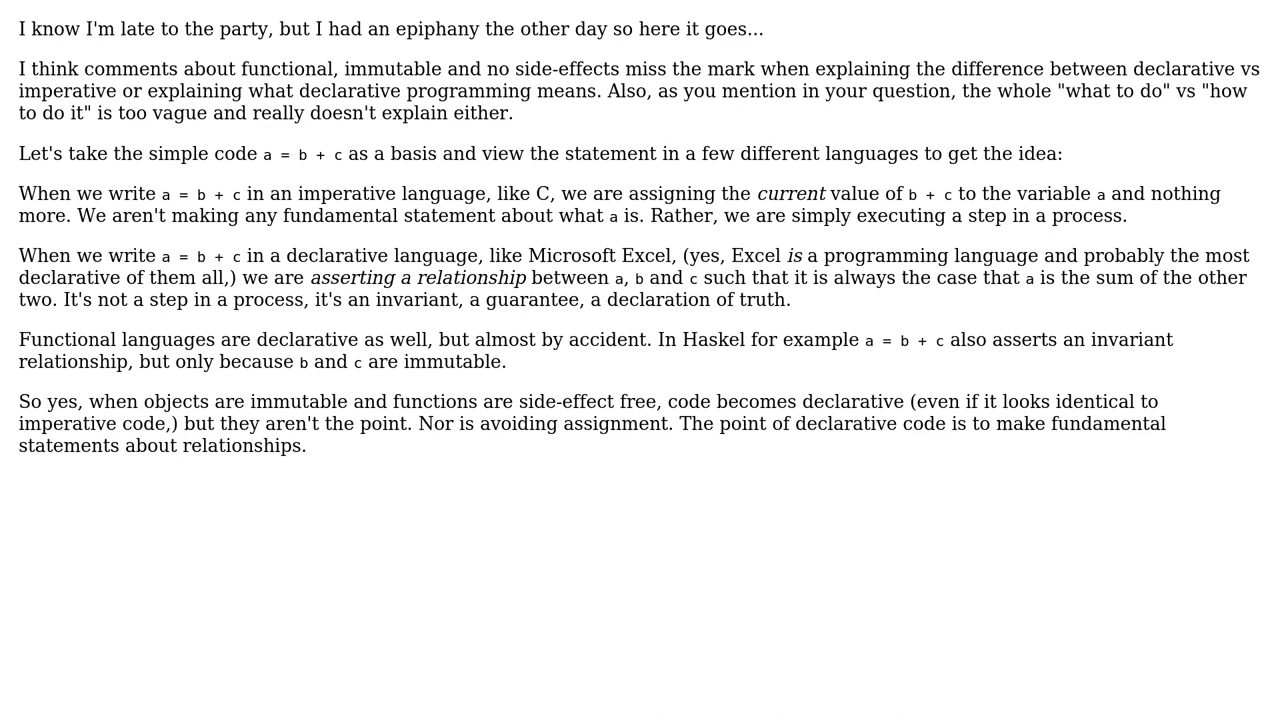 I know I'm late to the party, but I had an epiphany the other day so here it goes...
I think comments about functional, immutable and no side-effects miss the mark when explaining the difference between declarative vs
imperative or explaining what declarative programming means. Also, as you mention in your question, the whole "what to do" vs "how
to do it" is too vague and really doesn't explain either.
Let's take the simple code a = b + c as a basis and view the statement in a few different languages to get the idea:
When we write a = b + c in an imperative language, like C, we are assigning the current value of b + c to the variable a and nothing
more. We aren't making any fundamental statement about what a is. Rather, we are simply executing a step in a process.
When we write a = b + c in a declarative language, like Microsoft Excel, (yes, Excel is a programming language and probably the most
declarative of them all,) we are asserting a relationship between a, b and c such that it is always the case that a is the sum of the other
two. It's not a step in a process, it's an invariant, a guarantee, a declaration of truth.
Functional languages are declarative as well, but almost by accident. In Haskel for example a = b + c also asserts an invariant
relationship, but only because b and c are immutable.
So yes, when objects are immutable and functions are side-effect free, code becomes declarative (even if it looks identical to
imperative code,) but they aren't the point. Nor is avoiding assignment. The point of declarative code is to make fundamental
statements about relationships.